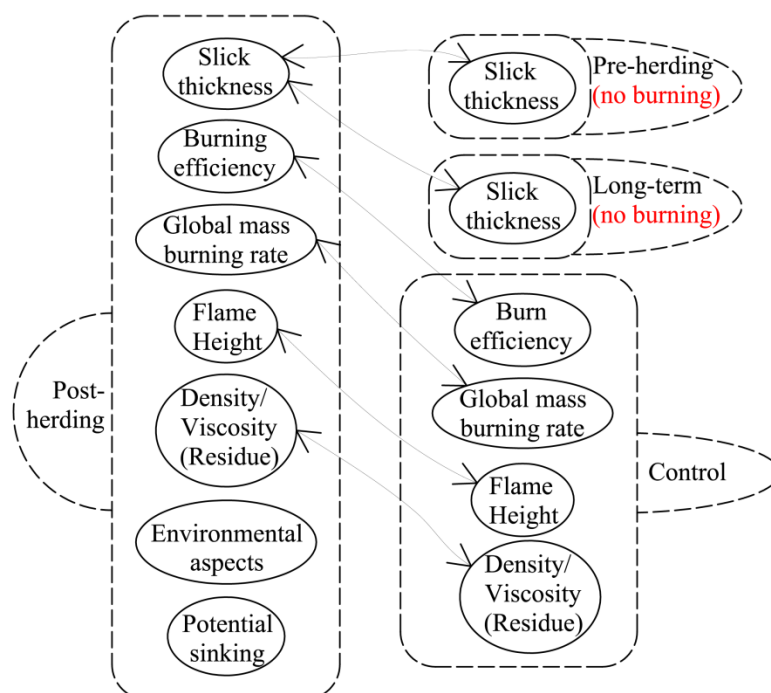 Post-
herding
Slick
thickness
Burning
efficiency
Global mass
burning rate
Flame
Height
Density/
Viscosity
(Residue)
Environmental
aspects
Potential
sinking
Slick
thickness
Pre-herding
(no burning)
Slick
thickness
Long-term
(no burning)
Burn
efficiency
Global mass
burning rate
Flame
Height
Density/
Viscosity
(Residue)
Control